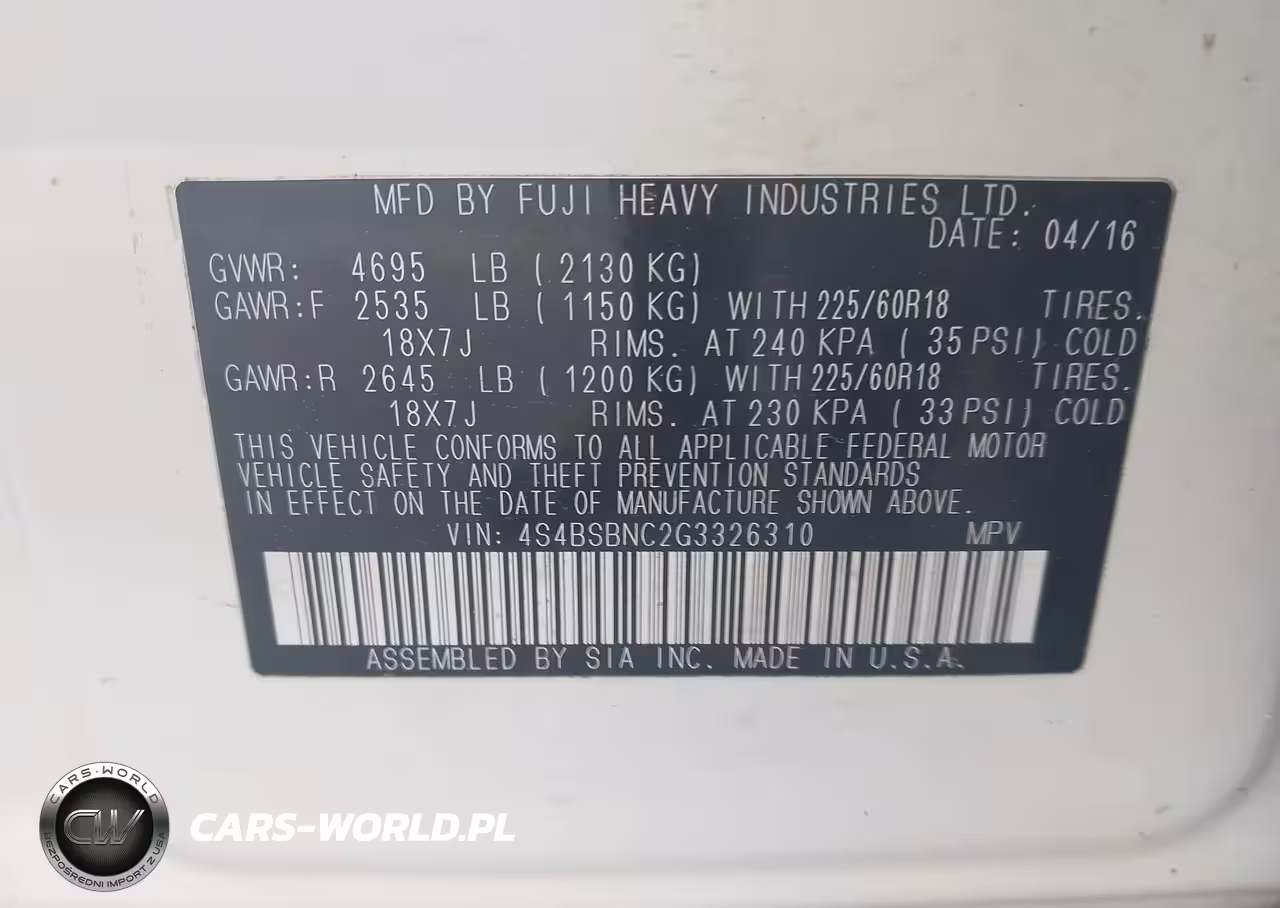 MFD BY FUJI HEAVY INDUSTRIES LTD.
DATE: 04/16
GVWR: 4695 LB ( 2130 KG)
GAWR:F 2535 LB ( 1150 KG) WITH 225/60R18 TIRES.
18X7J RIMS. AT 240 KPA ( 35 PSI) COLD
GAWR:R 2645 LB ( 1200 KG) WITH 225/60R18 TIRES.
18X7J RIMS. AT 230 KPA ( 33 PSI) COLD
THIS VEHICLE CONFORMS TO ALL APPLICABLE FEDERAL MOTOR
VEHICLE SAFETY AND THEFT PREVENTION STANDARDS
IN EFFECT ON THE DATE OF MANUFACTURE SHOWN ABOVE.
VIN: 4S4BSBNC2G3326310 MPV
ASSEMBLED BY SIA INC. MADE IN U.S.A.
CARS-WORLD
CW
BEZPOŚREDNI IMPORT Z USA
CARS-WORLD.PL